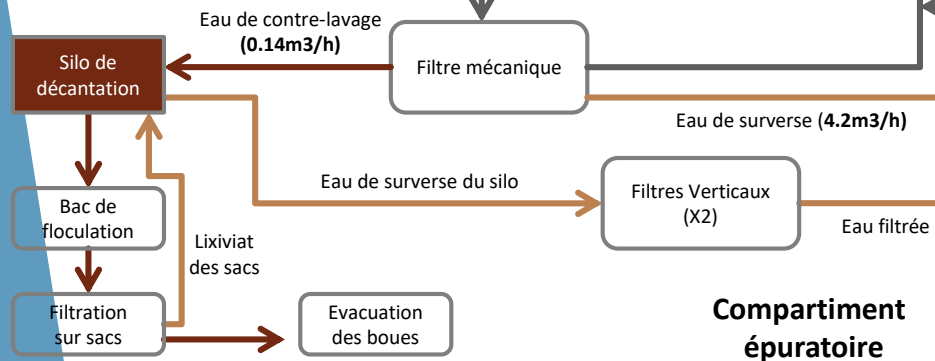 Eau de contre-lavage
(0.14m3/h)
Silo de
décantation
Filtre mécanique
Eau de surverse (4.2m3/h)
Eau de surverse du silo
Filtres Verticaux
(X2)
Eau filtrée
Bac de
floculation
Lixiviat
des sacs
Filtration
sur sacs
Evacuation
des boues
Compartiment
épuratoire